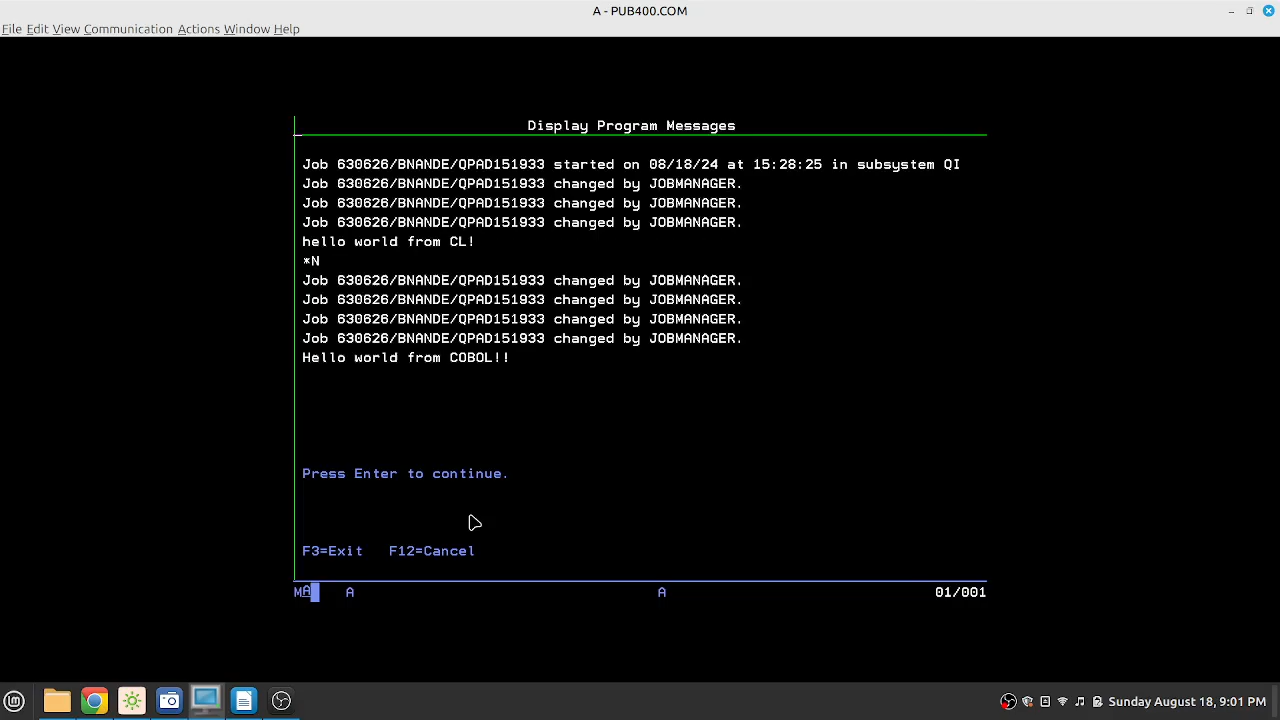 A - PUB400.COM
File Edit View Communication Actions Window Help
Display Program Messages
Job 630626/BNANDE/QPAD151933 started on 08/18/24 at 15:28:25 in subsystem QI
Job 630626/BNANDE/QPAD151933 changed by JOBMANAGER.
Job 630626/BNANDE/QPAD151933 changed by JOBMANAGER.
Job 630626/BNANDE/QPAD151933 changed by JOBMANAGER.
hello world from CL!
*N
Job 630626/BNANDE/QPAD151933 changed by JOBMANAGER.
Job 630626/BNANDE/QPAD151933 changed by JOBMANAGER.
Job 630626/BNANDE/QPAD151933 changed by JOBMANAGER.
Job 630626/BNANDE/QPAD151933 changed by JOBMANAGER.
Hello world from COBOL!!
Press Enter to continue.
F3=Exit F12=Cancel
MA A A 01/001
Sunday August 18, 9:01 PM